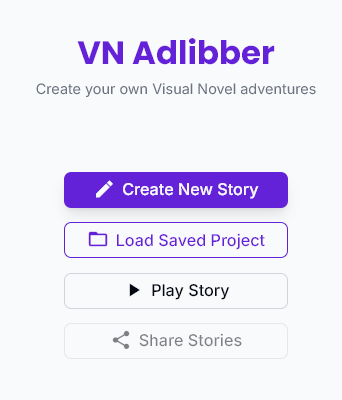 VN Adlibber
Create your own Visual Novel adventures
Create New Story
Load Saved Project
Play Story
Share Stories